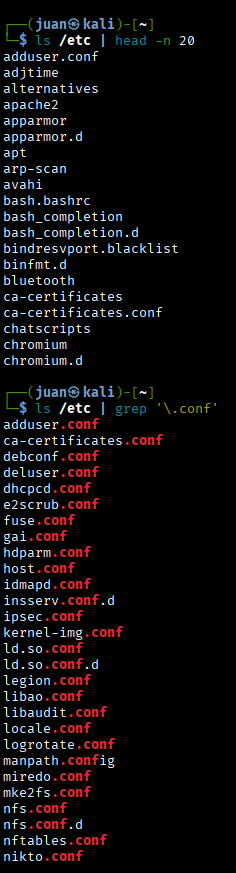 ┌──(juan㉿kali)-[~]
└─$ ls /etc | head -n 20
adduser.conf
adjtime
alternatives
apache2
apparmor
apparmor.d
apt
arp-scan
avahi
bash.bashrc
bash_completion
bash_completion.d
bindresvport.blacklist
binfmt.d
bluetooth
ca-certificates
ca-certificates.conf
chatscripts
chromium
chromium.d
┌──(juan㉿kali)-[~]
└─$ ls /etc | grep '\.conf'
adduser.conf
ca-certificates.conf
debconf.conf
deluser.conf
dhcpcd.conf
e2scrub.conf
fuse.conf
gai.conf
hdparm.conf
host.conf
idmapd.conf
insserv.conf.d
ipsec.conf
kernel-img.conf
ld.so.conf
ld.so.conf.d
legion.conf
libao.conf
libaudit.conf
locale.conf
logrotate.conf
manpath.config
miredo.conf
mke2fs.conf
nfs.conf
nfs.conf.d
nftables.conf
nikto.conf